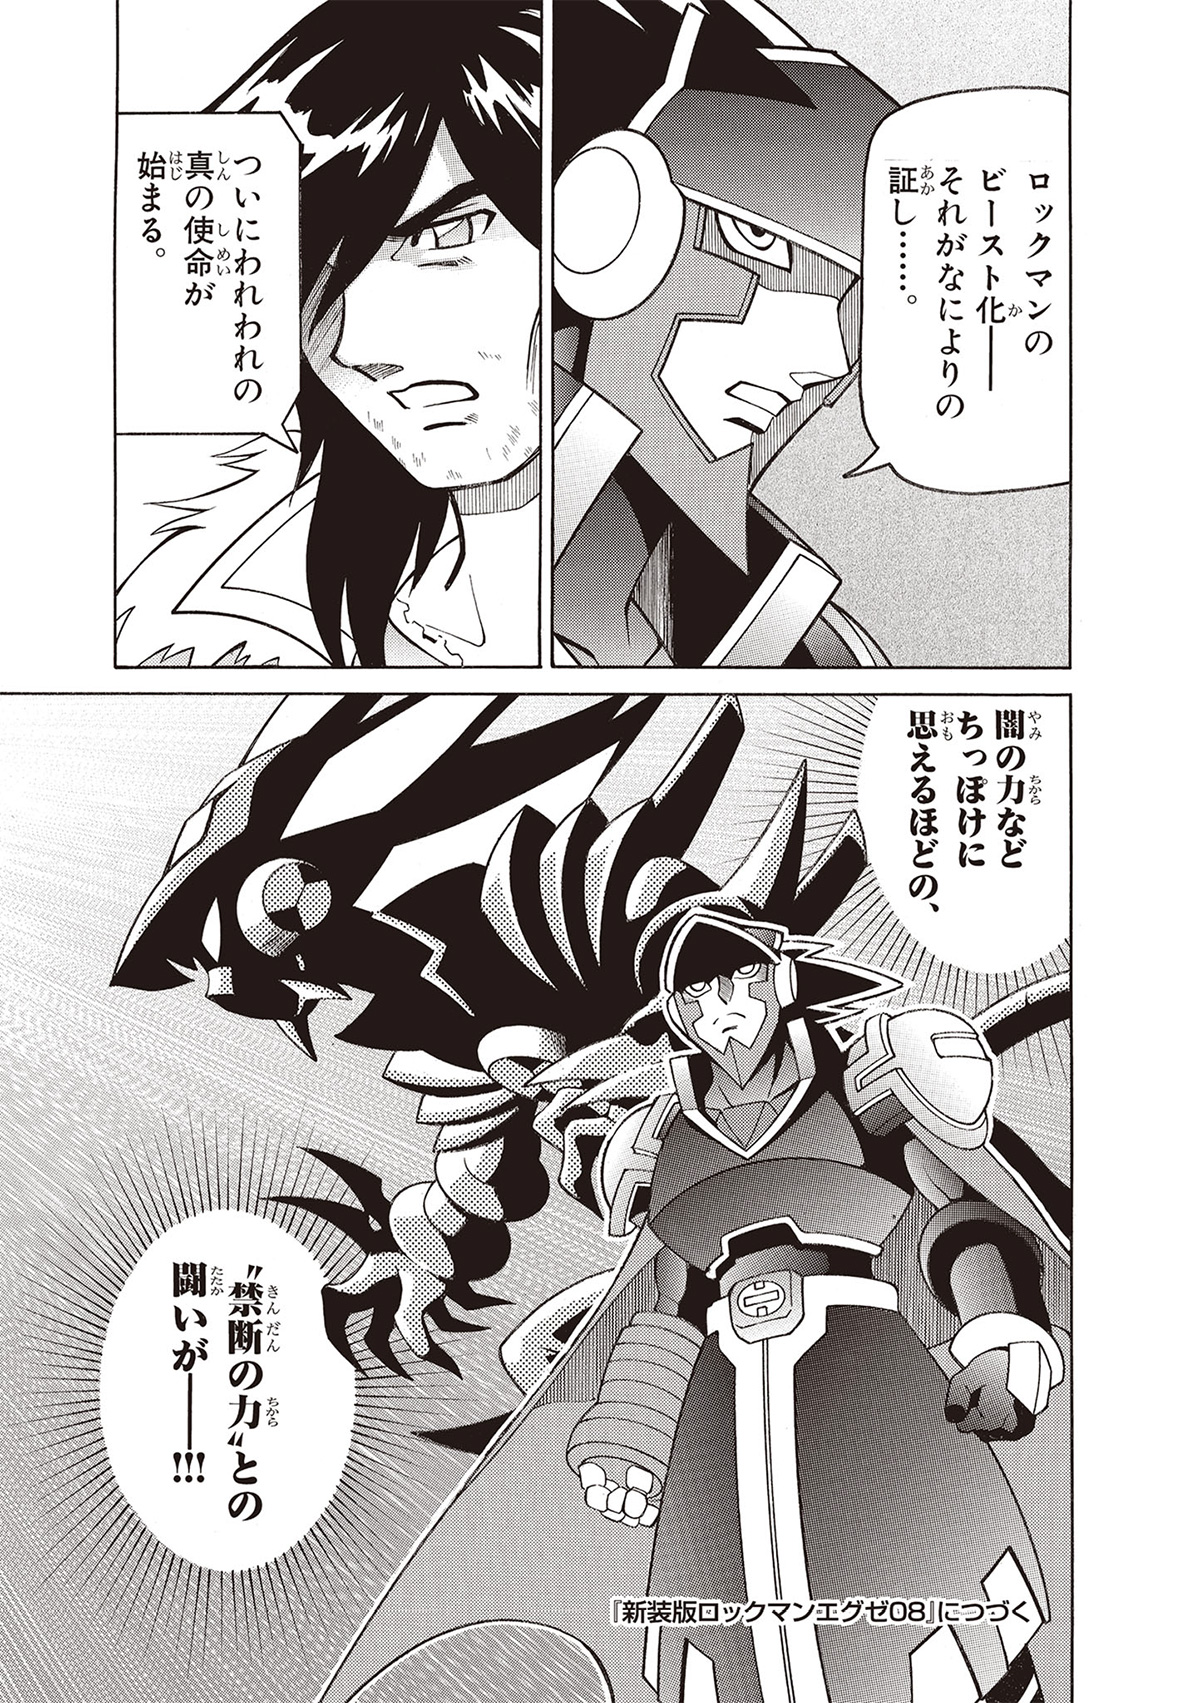 ロックマンの
ビースト化――
それがなによりの
証し……。
ついにわれわれの
真の使命が
始まる。
闇の力など
ちっぽけに
思えるほどの、
〝禁断の力〟との
闘いが――!!!
『新装版ロックマンエグゼ08』につづく